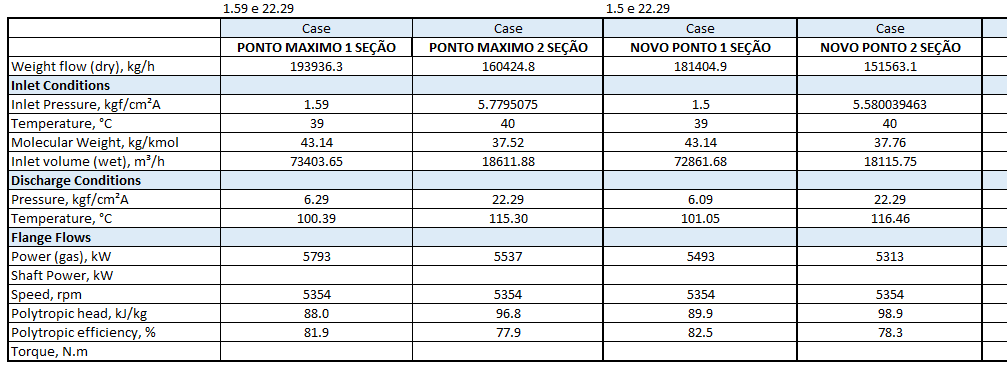 1.59 e 22.29 1.5 e 22.29
Case Case Case Case
PONTO MAXIMO 1 SEÇÃO PONTO MAXIMO 2 SEÇÃO NOVO PONTO 1 SEÇÃO NOVO PONTO 2 SEÇÃO
Weight flow (dry), kg/h 193936.3 160424.8 181404.9 151563.1
Inlet Conditions
Inlet Pressure, kgf/cm²A 1.59 5.7795075 1.5 5.580039463
Temperature, °C 39 40 39 40
Molecular Weight, kg/kmol 43.14 37.52 43.14 37.76
Inlet volume (wet), m³/h 73403.65 18611.88 72861.68 18115.75
Discharge Conditions
Pressure, kgf/cm²A 6.29 22.29 6.09 22.29
Temperature, °C 100.39 115.30 101.05 116.46
Flange Flows
Power (gas), kW 5793 5537 5493 5313
Shaft Power, kW
Speed, rpm 5354 5354 5354 5354
Polytropic head, kJ/kg 88.0 96.8 89.9 98.9
Polytropic efficiency, % 81.9 77.9 82.5 78.3
Torque, N.m